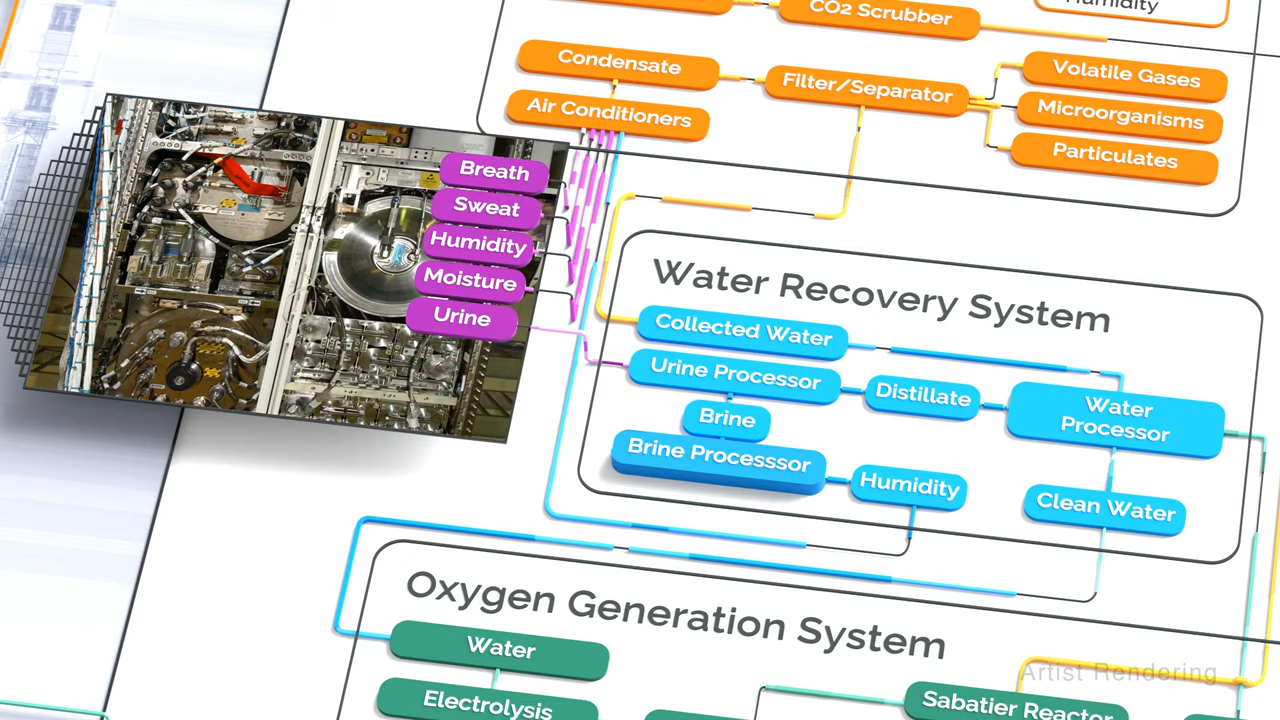 CO2 Scrubber
Humidity
Condensate
Filter/Separator
Volatile Gases
Air Conditioners
Microorganisms
Particulates
Breath
Sweat
Humidity
Moisture
Urine
Water Recovery System
Collected Water
Urine Processor
Distillate
Water
Processor
Brine
Brine Processsor
Humidity
Clean Water
Oxygen Generation System
Water
Electrolysis
Sabatier Reactor
Artist Rendering